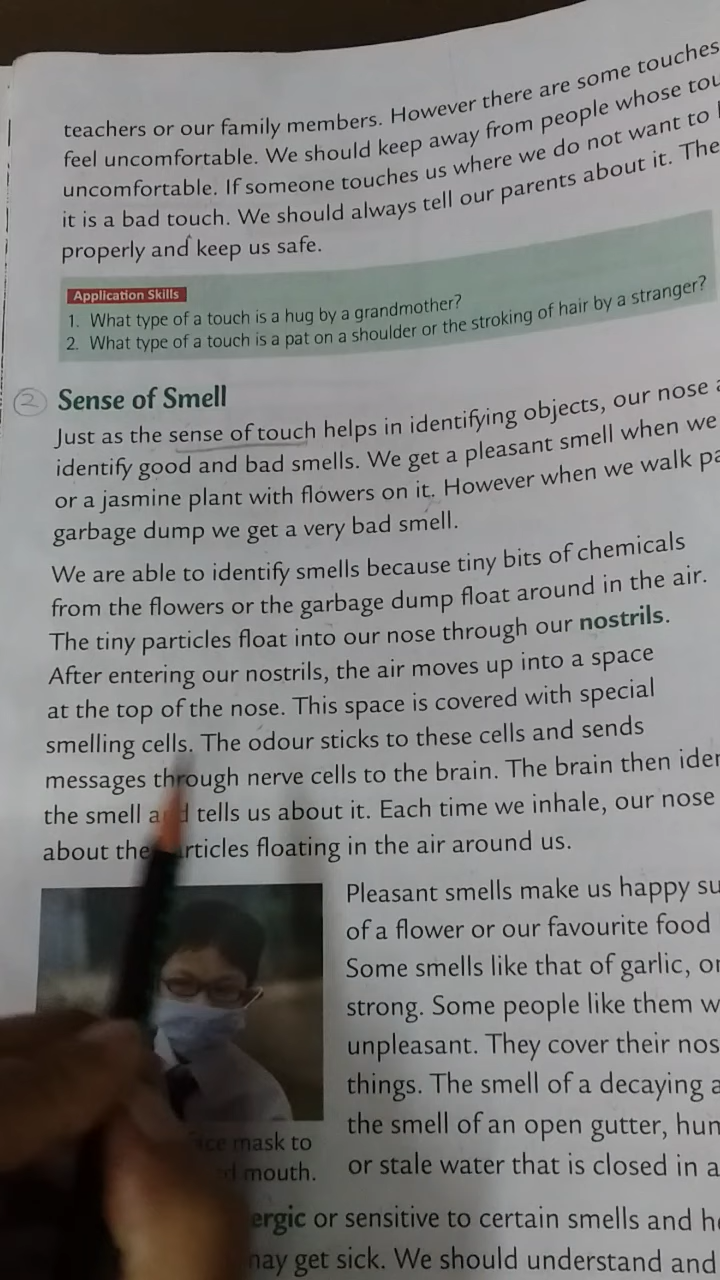 teachers or our family members. However there are some touches
feel uncomfortable. We should keep away from people whose
uncomfortable. If someone touches us where we do not want to
it is a bad touch. We should always tell our parents about it. The
properly and keep us safe.
Application Skills
1. What type of a touch is a hug by a grandmother?
2. What type of a touch is a pat on a shoulder or the stroking of hair by a stranger?
2 Sense of Smell
Just as the sense of touch helps in identifying objects, our nose
identify good and bad smells. We get a pleasant smell when we
or a jasmine plant with flowers on it. However when we walk
garbage dump we get a very bad smell.
We are able to identify smells because tiny bits of chemicals
from the flowers or the garbage dump float around in the air.
The tiny particles float into our nose through our nostrils.
After entering our nostrils, the air moves up into a space
at the top of the nose. This space is covered with special
smelling cells. The odour sticks to these cells and sends
messages through nerve cells to the brain. The brain then
the smell and tells us about it. Each time we inhale, our nose
about the particles floating in the air around us.
Pleasant smells make us happy
of a flower or our favourite food
Some smells like that of garlic,
strong. Some people like them
unpleasant. They cover their
things. The smell of a decaying
the smell of an open gutter,
or stale water that is closed in a
mask to
mouth.
or sensitive to certain smells and
may get sick. We should understand and